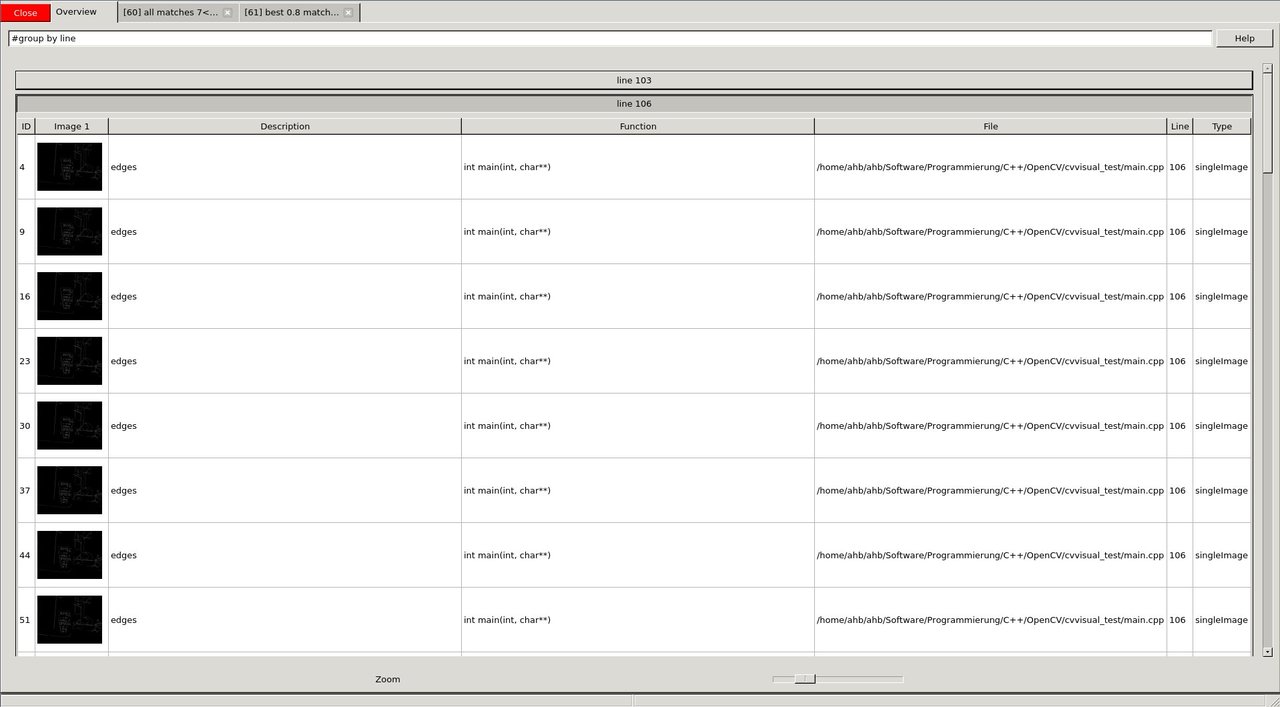 Close Overview [60] all matches 7<... [61] best 0.8 match...
#group by line Help
line 103
line 106
ID Image 1 Description Function File Line Type
4 edges int main(int, char**) /home/ahb/ahb/Software/Programmierung/C++/OpenCV/cvvisual_test/main.cpp 106 singleImage
9 edges int main(int, char**) /home/ahb/ahb/Software/Programmierung/C++/OpenCV/cvvisual_test/main.cpp 106 singleImage
16 edges int main(int, char**) /home/ahb/ahb/Software/Programmierung/C++/OpenCV/cvvisual_test/main.cpp 106 singleImage
23 edges int main(int, char**) /home/ahb/ahb/Software/Programmierung/C++/OpenCV/cvvisual_test/main.cpp 106 singleImage
30 edges int main(int, char**) /home/ahb/ahb/Software/Programmierung/C++/OpenCV/cvvisual_test/main.cpp 106 singleImage
37 edges int main(int, char**) /home/ahb/ahb/Software/Programmierung/C++/OpenCV/cvvisual_test/main.cpp 106 singleImage
44 edges int main(int, char**) /home/ahb/ahb/Software/Programmierung/C++/OpenCV/cvvisual_test/main.cpp 106 singleImage
51 edges int main(int, char**) /home/ahb/ahb/Software/Programmierung/C++/OpenCV/cvvisual_test/main.cpp 106 singleImage
Zoom